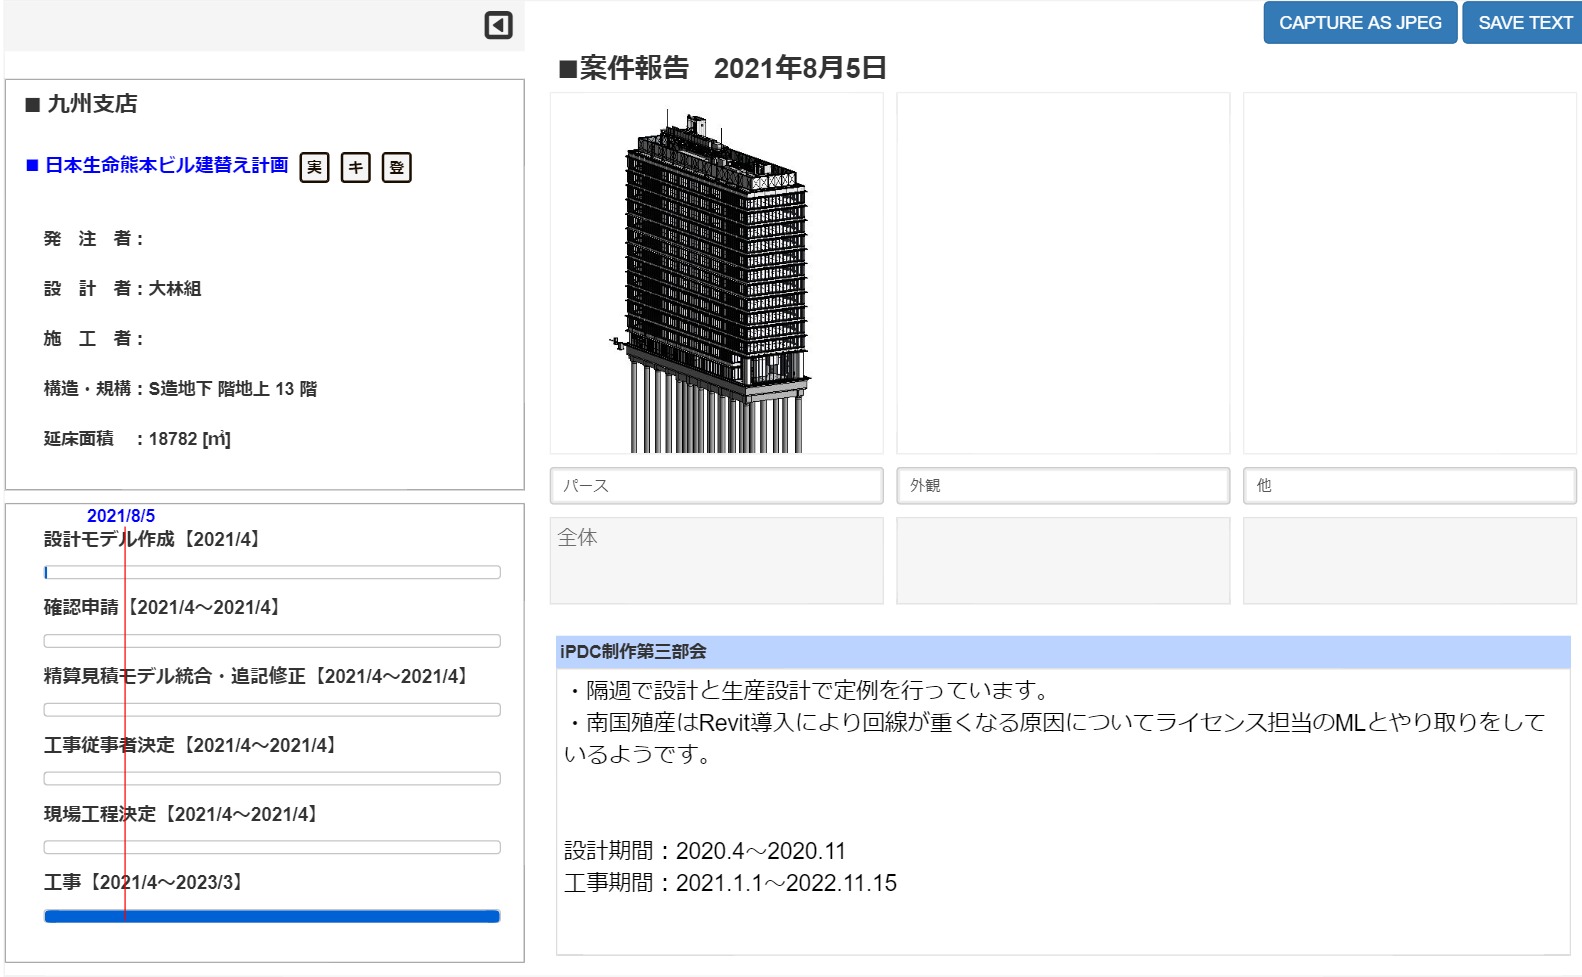 CAPTURE AS JPEG
SAVE TEXT
■ 九州支店
■ 日本生命熊本ビル建替え計画 実 キ 登
発 注 者：
設 計 者：大林組
施 工 者：
構造・規構：S造地下 階地上 13 階
延床面積 ：18782 [㎡]
2021/8/5
設計モデル作成【2021/4】
確認申請【2021/4～2021/4】
精算見積モデル統合・追記修正【2021/4～2021/4】
工事従事者決定【2021/4～2021/4】
現場工程決定【2021/4～2021/4】
工事【2021/4～2023/3】
■案件報告 2021年8月5日
パース
外観
他
全体
iPDC制作第三部会
・隔週で設計と生産設計で定例を行っています。
・南国殖産はRevit導入により回線が重くなる原因についてライセンス担当のMLとやり取りをして
いるようです。
設計期間：2020.4～2020.11
工事期間：2021.1.1～2022.11.15